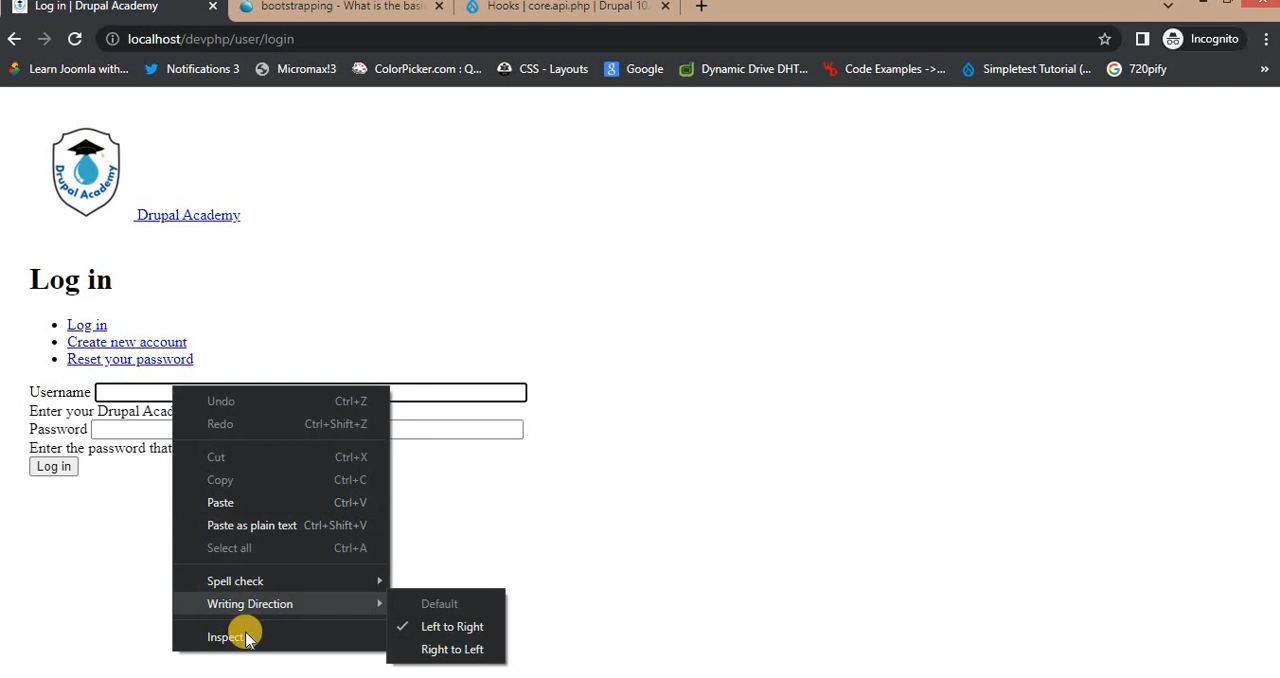 Log in | Drupal Academy
bootstrapping - What is the basi
Hooks | core.api.php | Drupal 10.
localhost/devphp/user/login
Incognito
Learn Joomla with...
Notifications 3
Micromax!3
ColorPicker.com : Q...
CSS - Layouts
Google
Dynamic Drive DHT...
Code Examples ->...
Simpletest Tutorial (...
720pify
»
Drupal Academy
Drupal Academy
Log in
Log in
Create new account
Reset your password
Username
Enter your Drupal Acad
Password
Enter the password that
Log in
Undo Ctrl+Z
Redo Ctrl+Shift+Z
Cut Ctrl+X
Copy Ctrl+C
Paste Ctrl+V
Paste as plain text Ctrl+Shift+V
Select all Ctrl+A
Spell check
Writing Direction
Inspect
Default
Left to Right
Right to Left